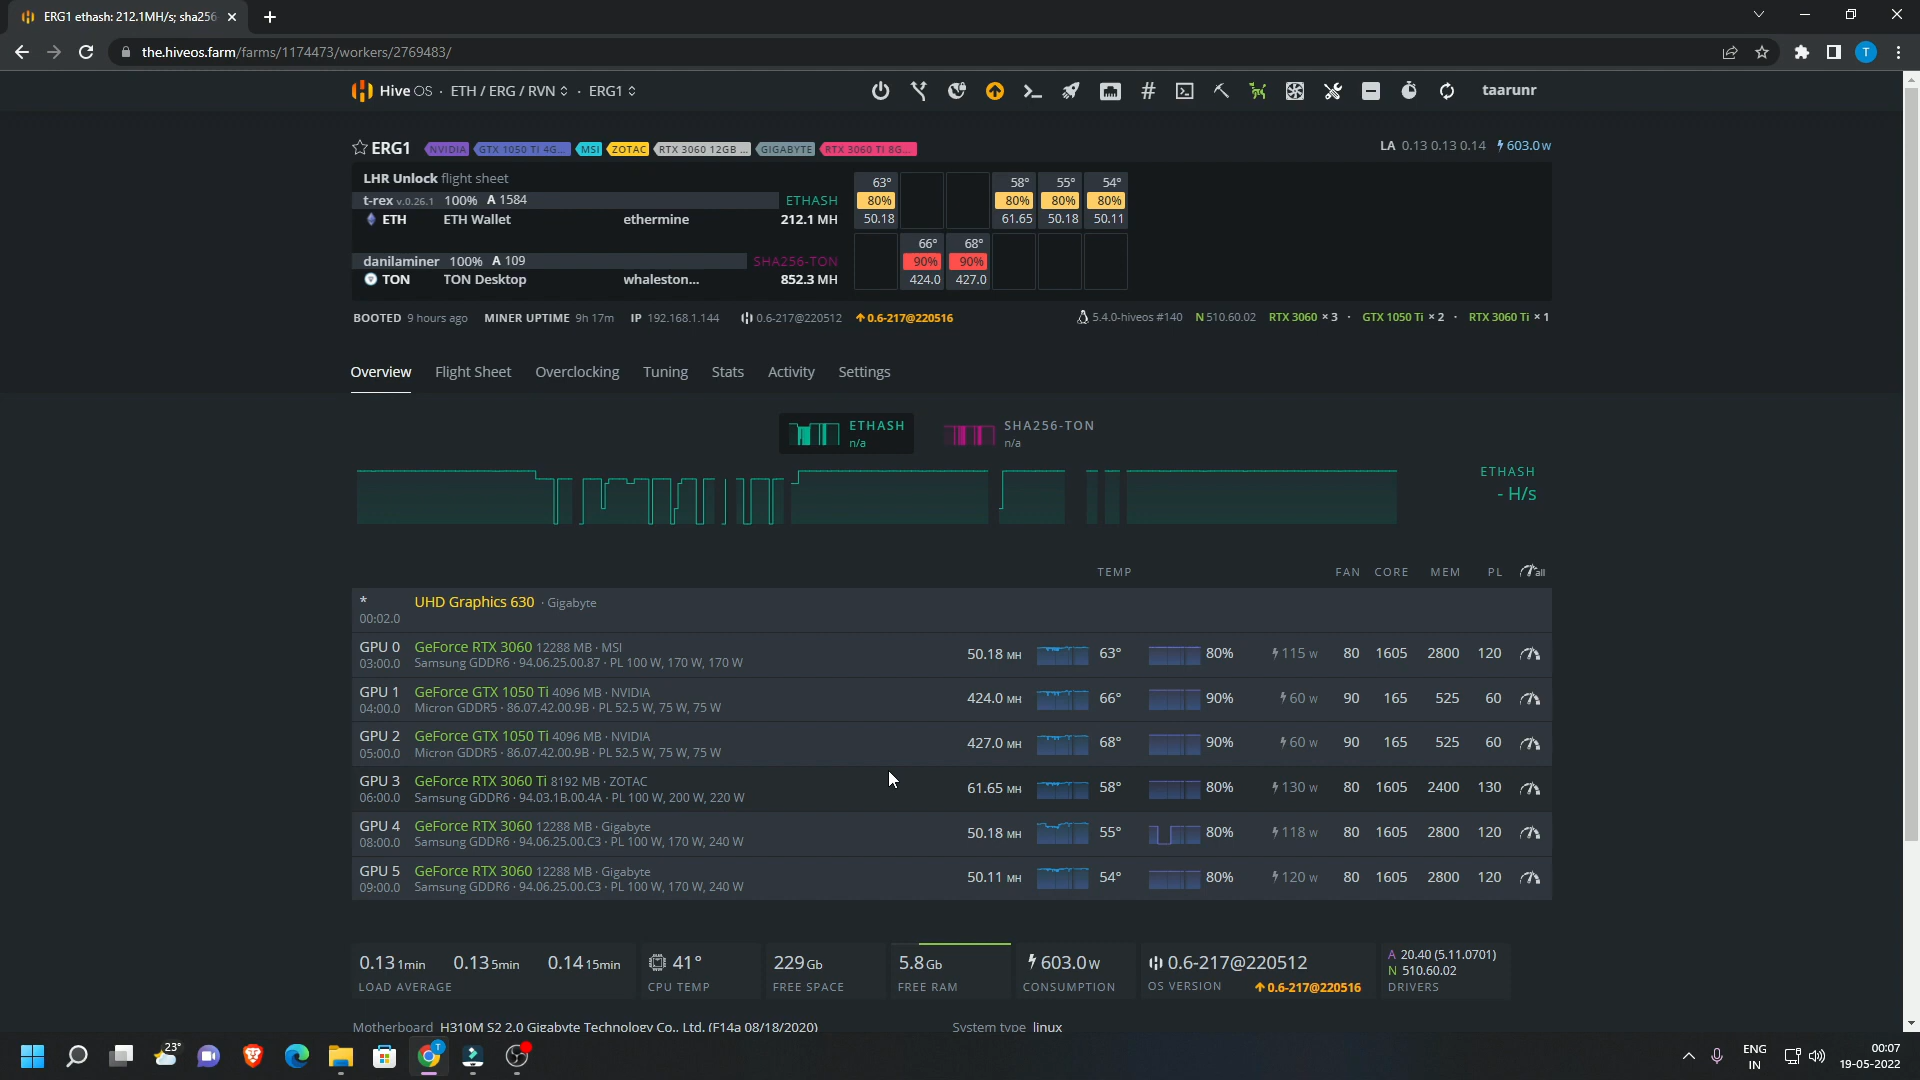 ERG1 ethash: 212.1MH/s; sha256
the.hiveos.farm/farms/1174473/workers/2769483/
T
Hive OS · ETH / ERG / RVN · ERG1
taarunr
ERG1 NVIDIA GTX 1050 TI 4G... MSI ZOTAC RTX 3060 12GB ... GIGABYTE RTX 3060 TI 8G...
LA 0.13 0.13 0.14 603.0 W
LHR Unlock flight sheet
63° 58° 55° 54°
t-rex v.0.26.1 100% A 1584 ETHASH 80% 80% 80% 80%
ETH ETH Wallet ethermine 212.1 MH 50.18 61.65 50.18 50.11
66° 68°
danilaminer 100% A 109 SHA256-TON 90% 90%
TON TON Desktop whaleston... 852.3 MH 424.0 427.0
BOOTED 9 hours ago MINER UPTIME 9h 17m IP 192.168.1.144 0.6-217@220512 0.6-217@220516
5.4.0-hiveos #140 N 510.60.02 RTX 3060 × 3 · GTX 1050 Ti × 2 · RTX 3060 Ti × 1
Overview Flight Sheet Overclocking Tuning Stats Activity Settings
ETHASH
n/a
SHA256-TON
n/a
ETHASH
- H/s
TEMP FAN CORE MEM PL all
* UHD Graphics 630 · Gigabyte
00:02.0
GPU 0 GeForce RTX 3060 12288 MB · MSI
03:00.0 Samsung GDDR6 · 94.06.25.00.87 · PL 100 W, 170 W, 170 W
50.18 MH 63° 80% 115 W 80 1605 2800 120
GPU 1 GeForce GTX 1050 Ti 4096 MB · NVIDIA
04:00.0 Micron GDDR5 · 86.07.42.00.9B · PL 52.5 W, 75 W, 75 W
424.0 MH 66° 90% 60 W 90 165 525 60
GPU 2 GeForce GTX 1050 Ti 4096 MB · NVIDIA
05:00.0 Micron GDDR5 · 86.07.42.00.9B · PL 52.5 W, 75 W, 75 W
427.0 MH 68° 90% 60 W 90 165 525 60
GPU 3 GeForce RTX 3060 Ti 8192 MB · ZOTAC
06:00.0 Samsung GDDR6 · 94.03.1B.00.4A · PL 100 W, 200 W, 220 W
61.65 MH 58° 80% 130 W 80 1605 2400 130
GPU 4 GeForce RTX 3060 12288 MB · Gigabyte
08:00.0 Samsung GDDR6 · 94.06.25.00.C3 · PL 100 W, 170 W, 240 W
50.18 MH 55° 80% 118 W 80 1605 2800 120
GPU 5 GeForce RTX 3060 12288 MB · Gigabyte
09:00.0 Samsung GDDR6 · 94.06.25.00.C3 · PL 100 W, 170 W, 240 W
50.11 MH 54° 80% 120 W 80 1605 2800 120
0.13 1min 0.13 5min 0.14 15min
LOAD AVERAGE
41°
CPU TEMP
229 Gb
FREE SPACE
5.8 Gb
FREE RAM
603.0 W
CONSUMPTION
0.6-217@220512
OS VERSION 0.6-217@220516
A 20.40 (5.11.0701)
N 510.60.02
DRIVERS
Motherboard H310M S2 2.0 Gigabyte Technology Co., Ltd. (F14a 08/18/2020) System type linux
23°
T
ENG
IN
00:07
19-05-2022